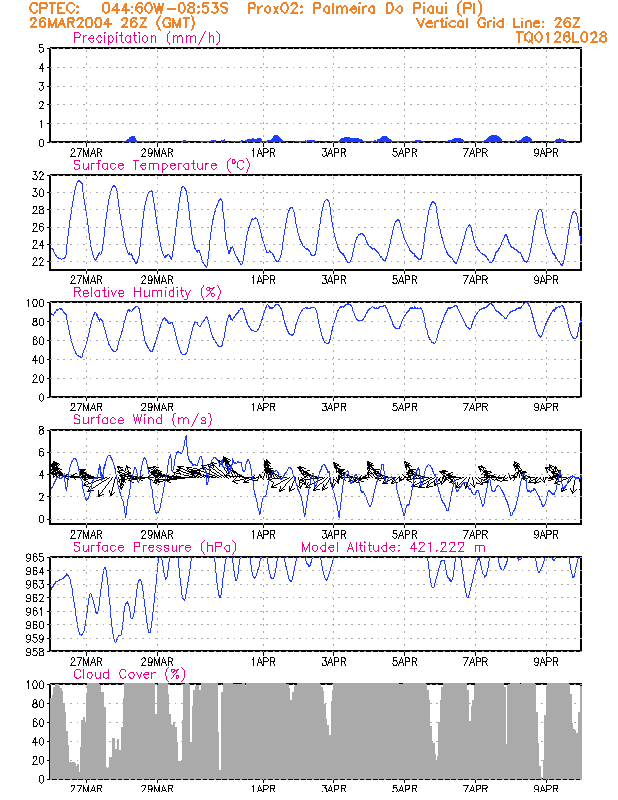 CPTEC: 044:60W-08:53S Prox02: Palmeira Do Piaui (PI)
26MAR2004 26Z (GMT) Vertical Grid Line: 26Z
Precipitation (mm/h) TQ0126L028
5
4
3
2
1
0
27MAR 29MAR 1APR 3APR 5APR 7APR 9APR
Surface Temperature (ºC)
32
30
28
26
24
22
27MAR 29MAR 1APR 3APR 5APR 7APR 9APR
Relative Humidity (%)
100
80
60
40
20
0
27MAR 29MAR 1APR 3APR 5APR 7APR 9APR
Surface Wind (m/s)
8
6
4
2
0
27MAR 29MAR 1APR 3APR 5APR 7APR 9APR
Surface Pressure (hPa) Model Altitude: 421.222 m
965
964
963
962
961
960
959
958
27MAR 29MAR 1APR 3APR 5APR 7APR 9APR
Cloud Cover (%)
100
80
60
40
20
0
27MAR 29MAR 1APR 3APR 5APR 7APR 9APR